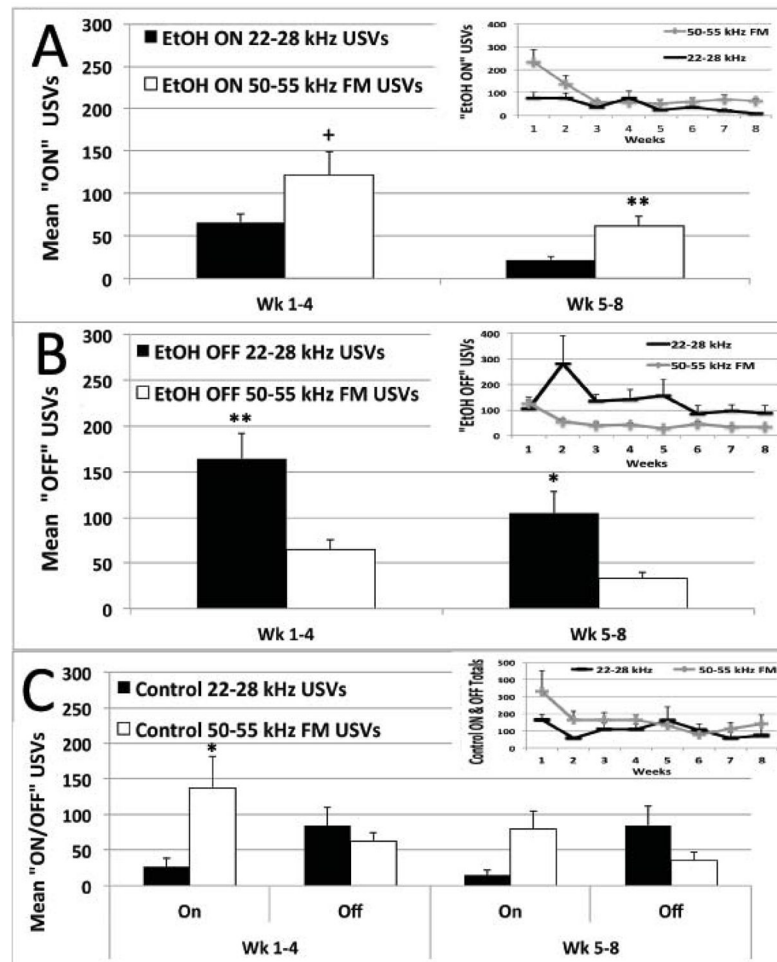 A
EtOH ON 22-28 kHz USVs
EtOH ON 50-55 kHz FM USVs
Mean "ON" USVs
300
250
200
150
100
50
0
+
**
Wk 1-4
Wk 5-8
"EtOH ON" USVs
400
300
200
100
0
50-55 kHz FM
22-28 kHz
1 2 3 4 5 6 7 8
Weeks
B
EtOH OFF 22-28 kHz USVs
EtOH OFF 50-55 kHz FM USVs
Mean "OFF" USVs
300
250
200
150
100
50
0
**
*
Wk 1-4
Wk 5-8
"EtOH OFF" USVs
400
300
200
100
0
22-28 kHz
50-55 kHz FM
1 2 3 4 5 6 7 8
Weeks
C
Control 22-28 kHz USVs
Control 50-55 kHz FM USVs
Mean "ON/OFF" USVs
300
250
200
150
100
50
0
*
On Off On Off
Wk 1-4 Wk 5-8
Control ON & OFF Totals
500
400
300
200
100
0
22-28 kHz
50-55 kHz FM
1 2 3 4 5 6 7 8
Weeks